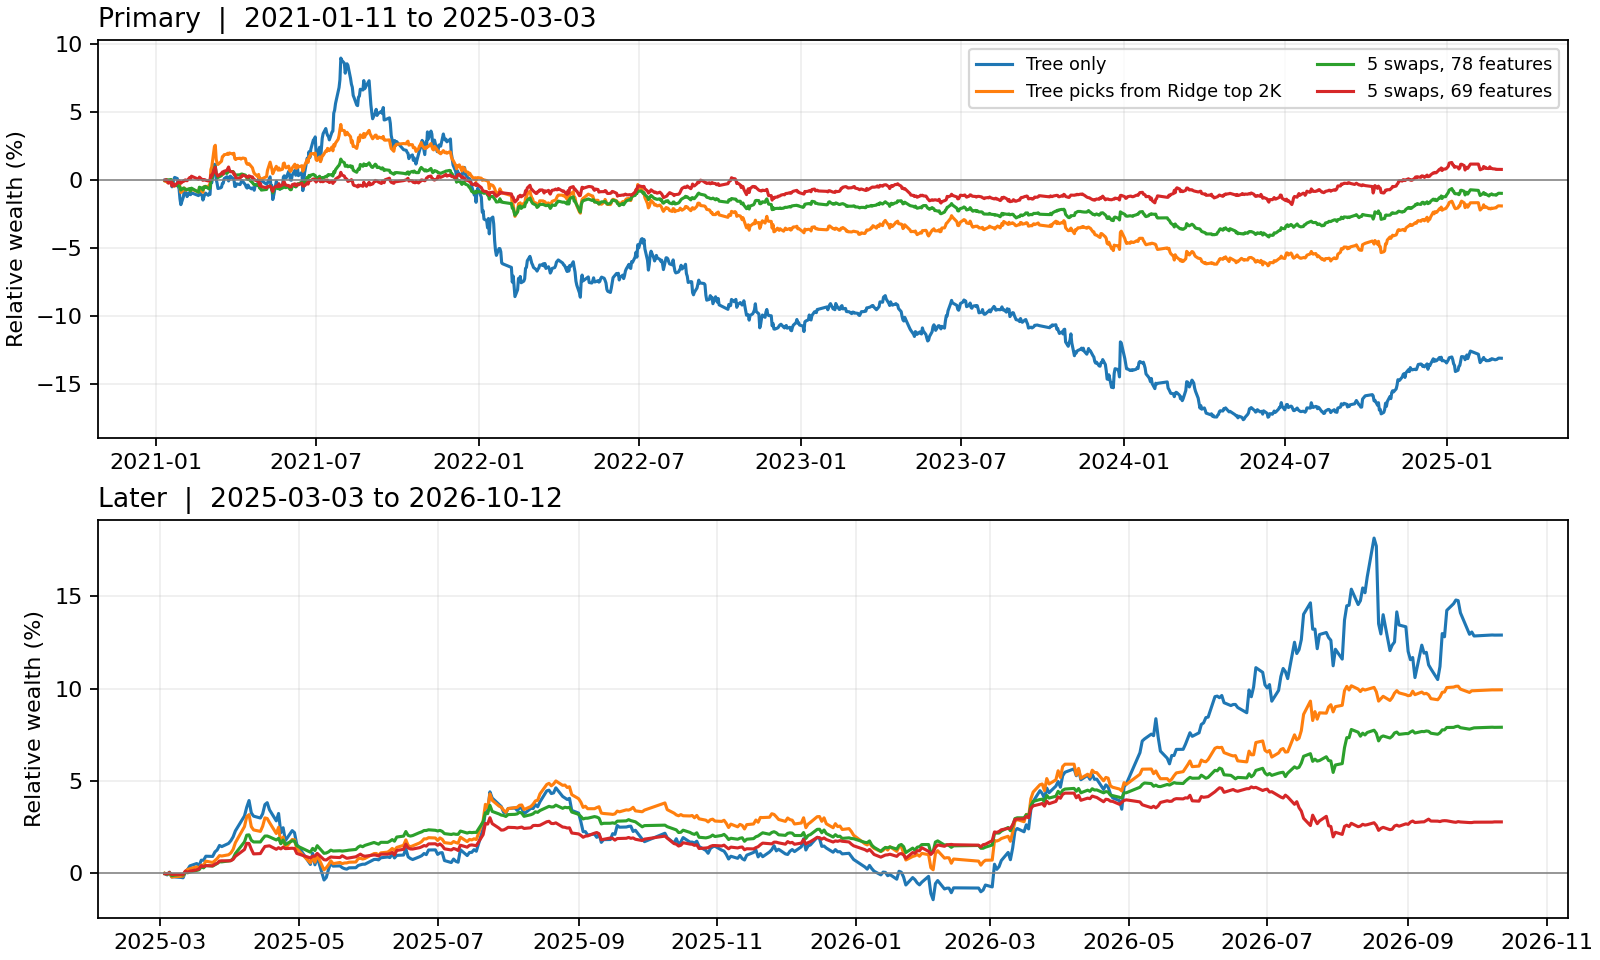 Primary  |  2021-01-11 to 2025-03-03
Relative wealth (%)
10
5
0
−5
−10
−15
Tree only
Tree picks from Ridge top 2K
5 swaps, 78 features
5 swaps, 69 features
2021-01 2021-07 2022-01 2022-07 2023-01 2023-07 2024-01 2024-07 2025-01
Later  |  2025-03-03 to 2026-10-12
Relative wealth (%)
15
10
5
0
2025-03 2025-05 2025-07 2025-09 2025-11 2026-01 2026-03 2026-05 2026-07 2026-09 2026-11